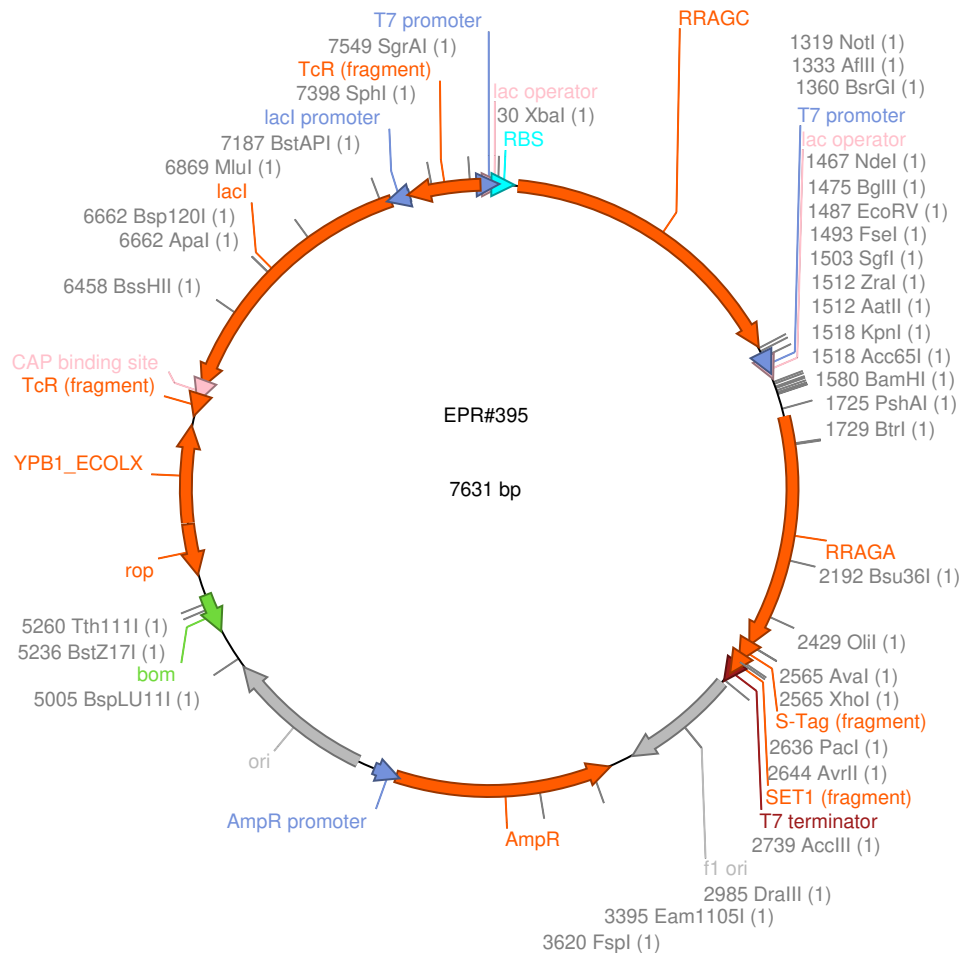 T7 promoter
7549 SgrAI (1)
TcR (fragment)
7398 SphI (1)
lacI promoter
7187 BstAPI (1)
6869 MluI (1)
lacI
6662 Bsp120I (1)
6662 ApaI (1)
6458 BssHII (1)
CAP binding site
TcR (fragment)
YPB1_ECOLX
rop
5260 Tth111I (1)
5236 BstZ17I (1)
bom
5005 BspLU11I (1)
ori
AmpR promoter
lac operator
30 XbaI (1)
RBS
RRAGC
1319 NotI (1)
1333 AflII (1)
1360 BsrGI (1)
T7 promoter
lac operator
1467 NdeI (1)
1475 BglII (1)
1487 EcoRV (1)
1493 FseI (1)
1503 SgfI (1)
1512 ZraI (1)
1512 AatII (1)
1518 KpnI (1)
1518 Acc65I (1)
1580 BamHI (1)
1725 PshAI (1)
1729 BtrI (1)
EPR#395
7631 bp
RRAGA
2192 Bsu36I (1)
2429 OliI (1)
2565 AvaI (1)
2565 XhoI (1)
S-Tag (fragment)
2636 PacI (1)
2644 AvrII (1)
SET1 (fragment)
T7 terminator
2739 AccIII (1)
f1 ori
2985 DraIII (1)
3395 Eam1105I (1)
3620 FspI (1)
AmpR